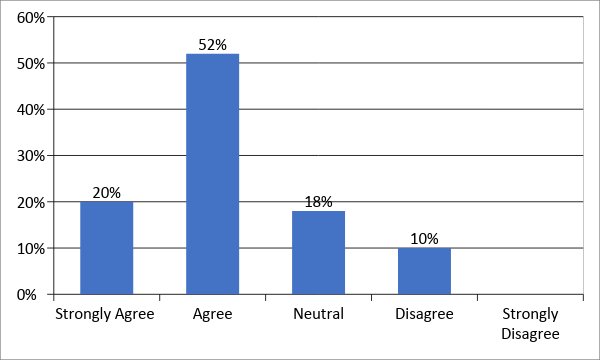 60%
50%
40%
30%
20%
10%
0%
20%
52%
18%
10%
Strongly Agree
Agree
Neutral
Disagree
Strongly
Disagree